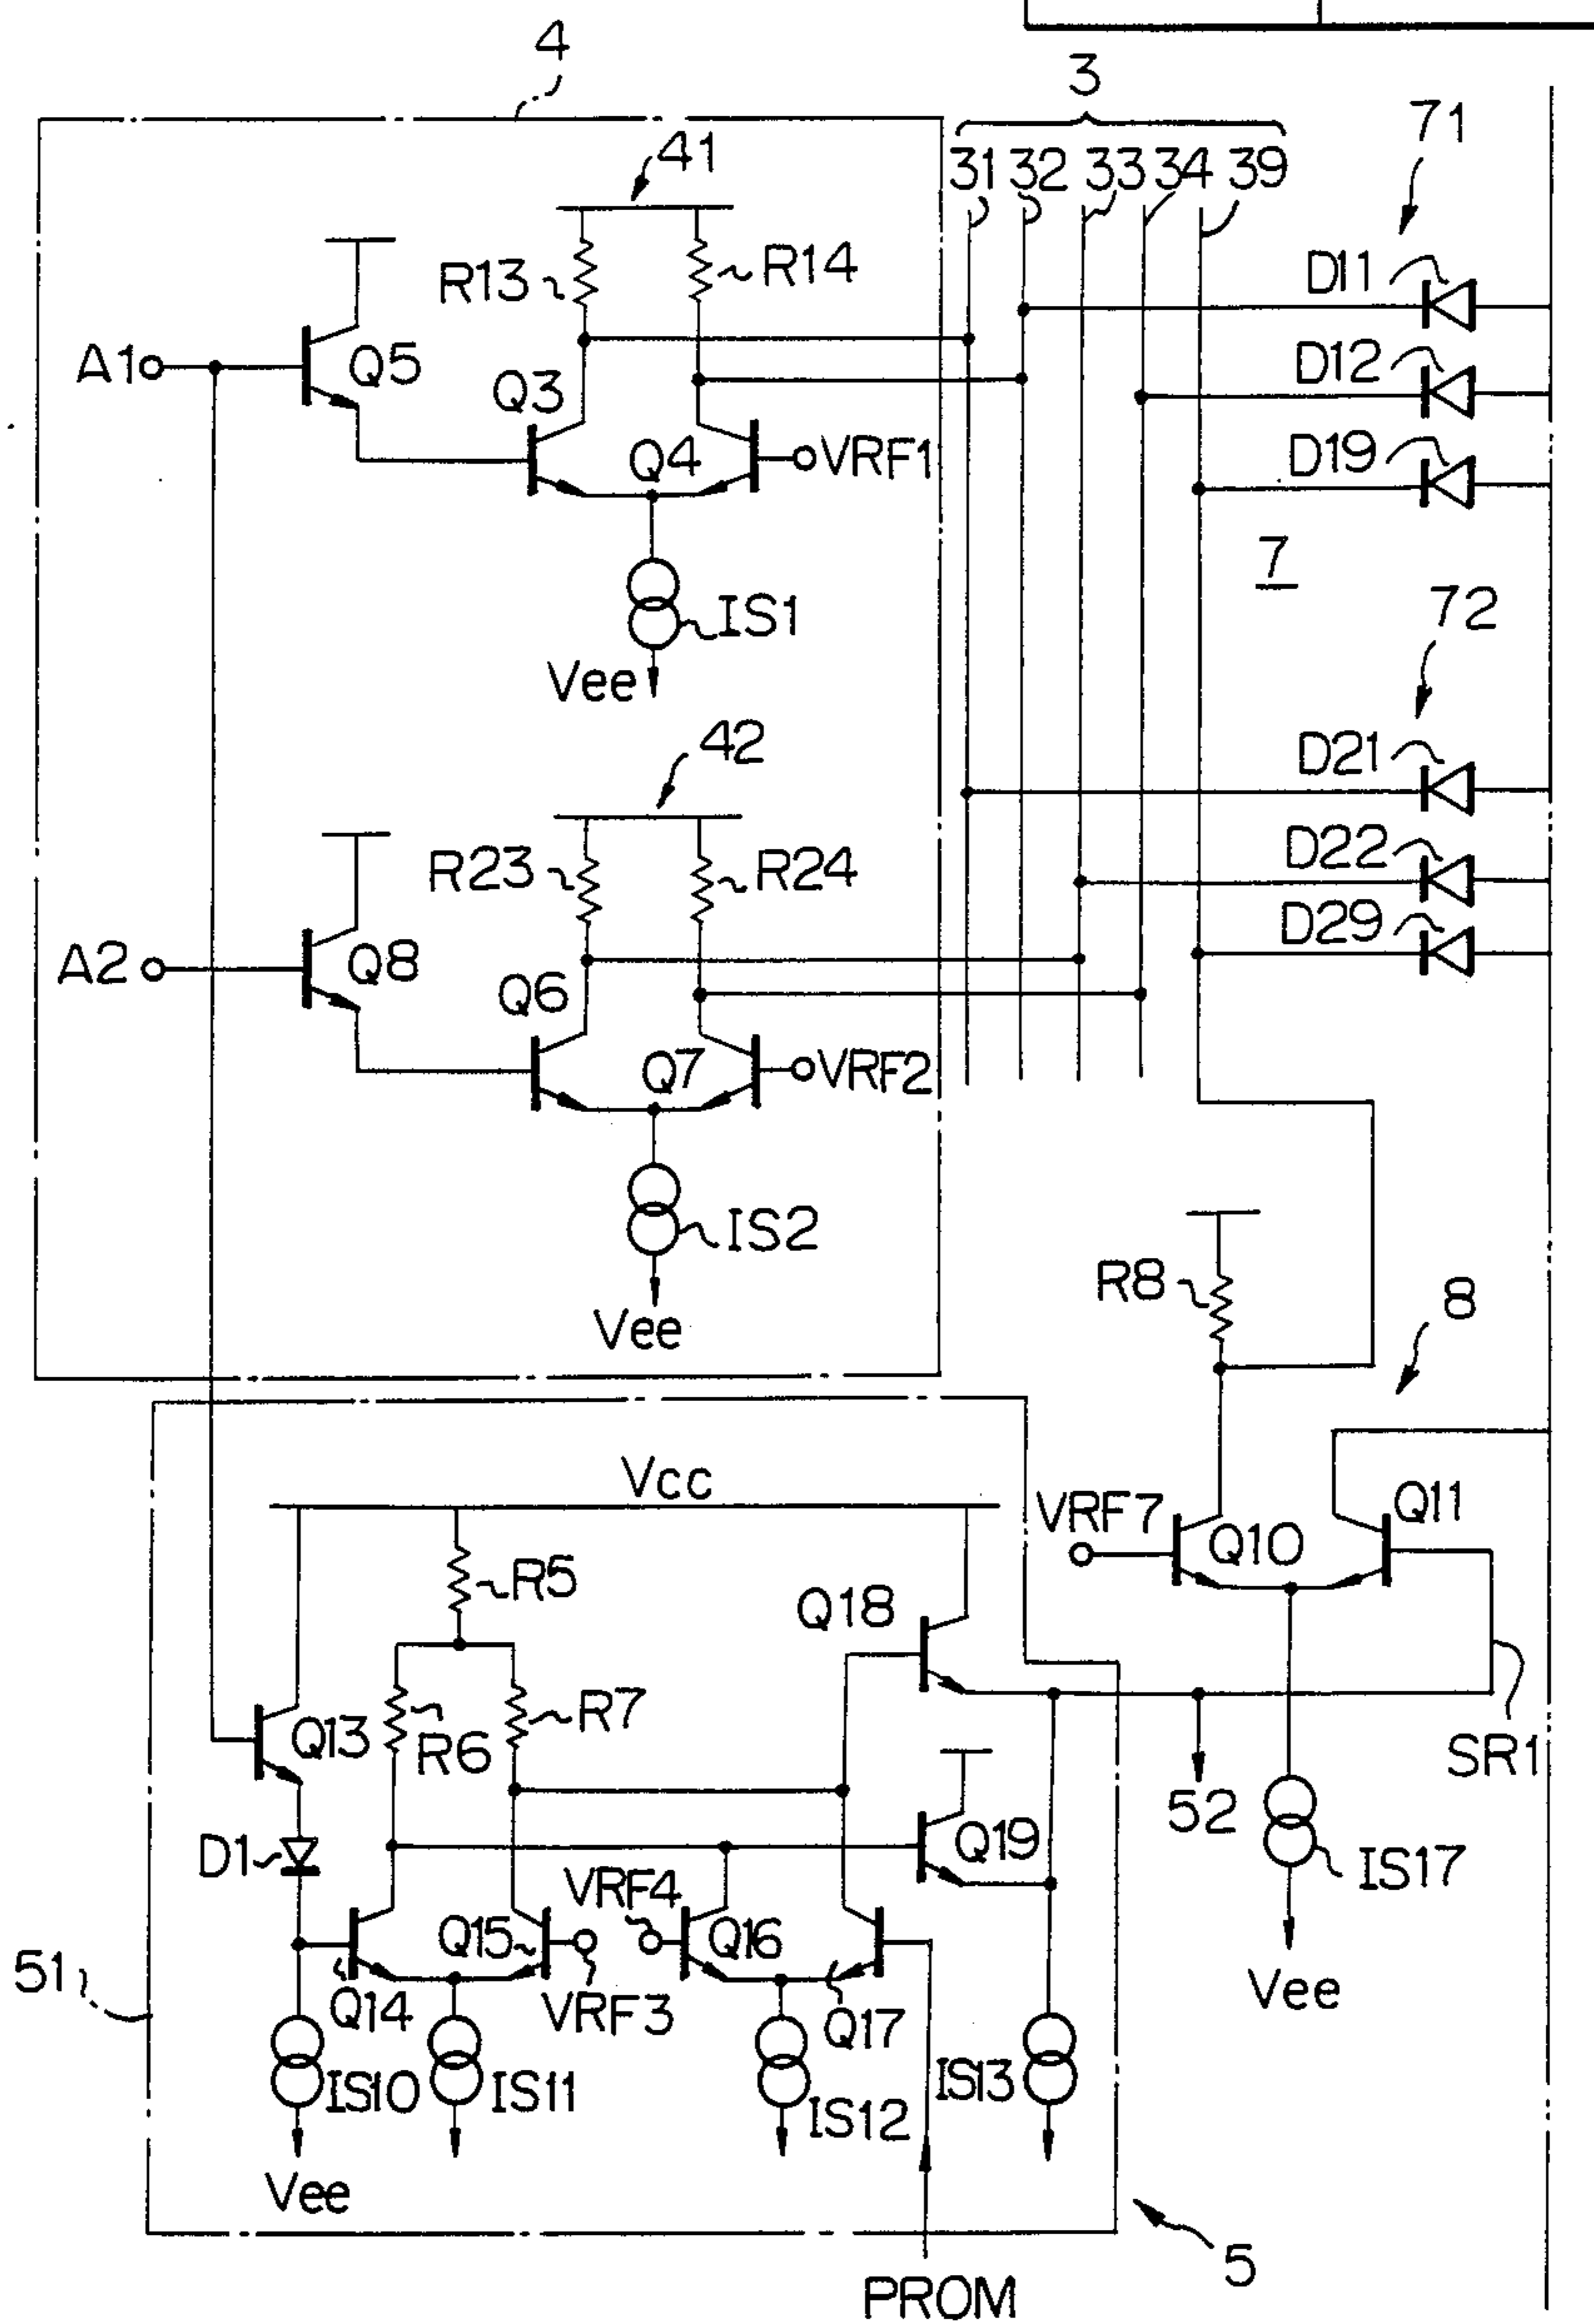 4
3
71
41
31 32 33 34 39
R13
R14
D11
A1
Q5
Q3
D12
Q4
VRF1
D19
7
IS1
72
Vee
42
D21
R23
R24
D22
A2
Q8
D29
Q6
Q7
VRF2
IS2
R8
8
Vee
Vcc
VRF7
Q10
Q11
R5
Q18
Q13
R6
R7
SR1
52
D1
Q19
IS17
VRF4
Q15
Q16
51
Q14
VRF3
Q17
Vee
IS10
IS11
IS12
IS13
Vee
5
PROM